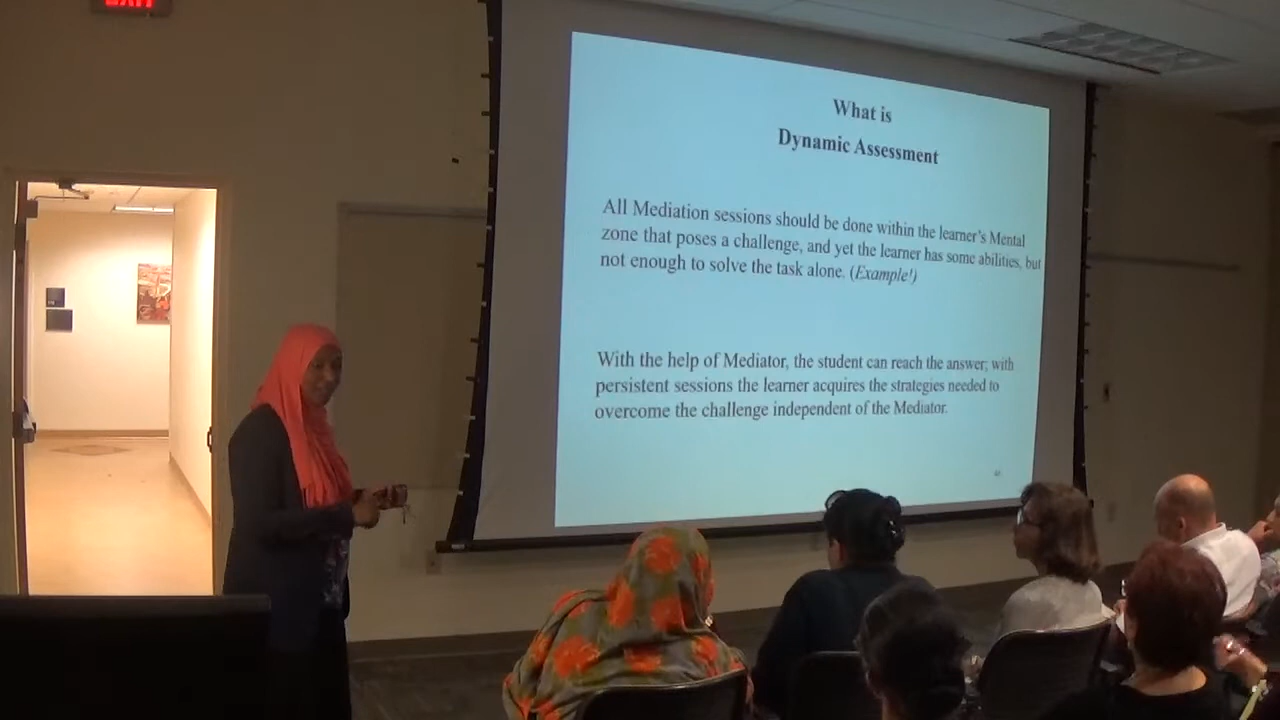 EXIT
What is
Dynamic Assessment
All Mediation sessions should be done within the learner's Mental
zone that poses a challenge, and yet the learner has some abilities, but
not enough to solve the task alone. (Example!)
With the help of Mediator, the student can reach the answer; with
persistent sessions the learner acquires the strategies needed to
overcome the challenge independent of the Mediator.